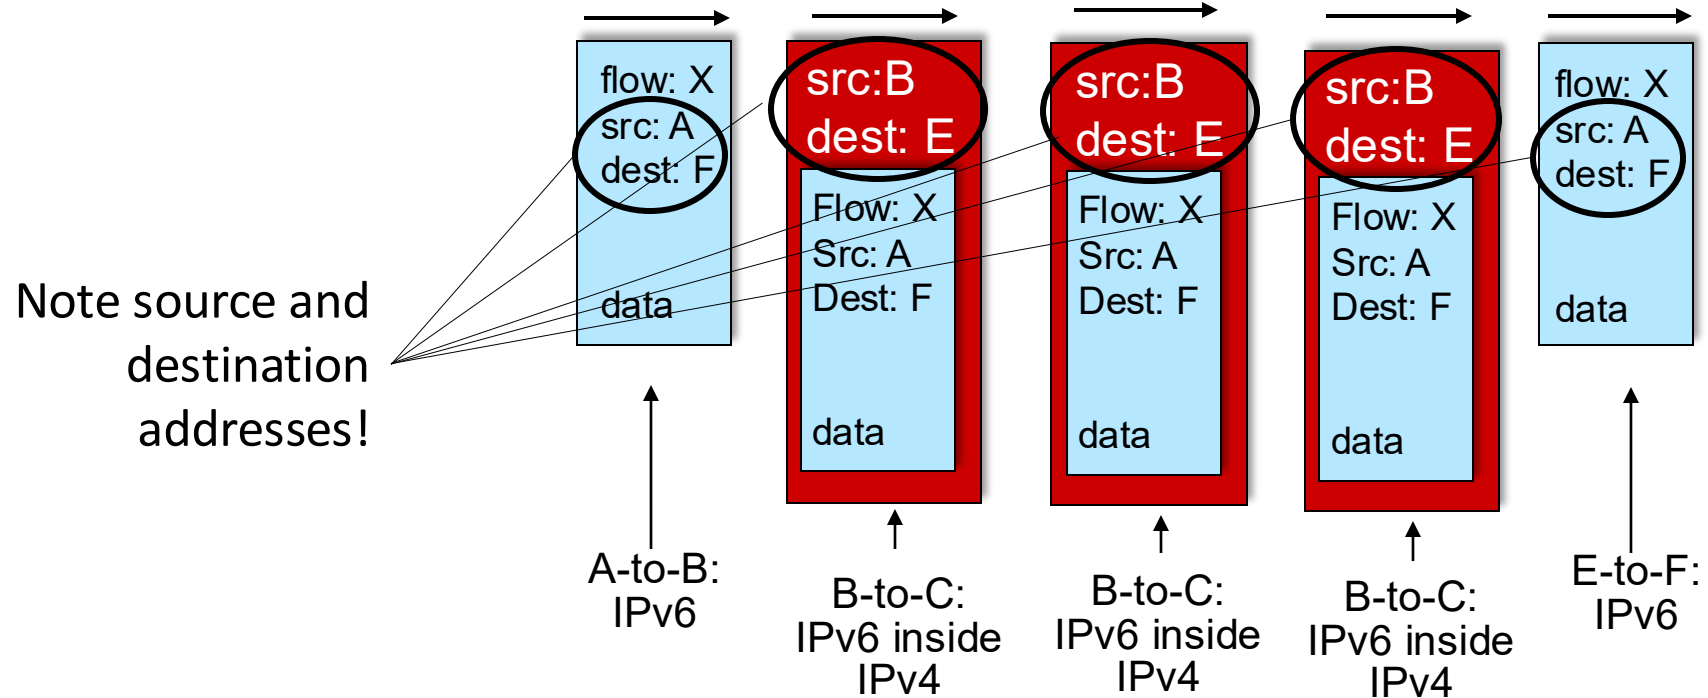 Note source and
destination
addresses!
flow: X
src: A
dest: F
data
A-to-B:
IPv6
src:B
dest: E
Flow: X
Src: A
Dest: F
data
B-to-C:
IPv6 inside
IPv4
src:B
dest: E
Flow: X
Src: A
Dest: F
data
B-to-C:
IPv6 inside
IPv4
src:B
dest: E
Flow: X
Src: A
Dest: F
data
B-to-C:
IPv6 inside
IPv4
flow: X
src: A
dest: F
data
E-to-F:
IPv6